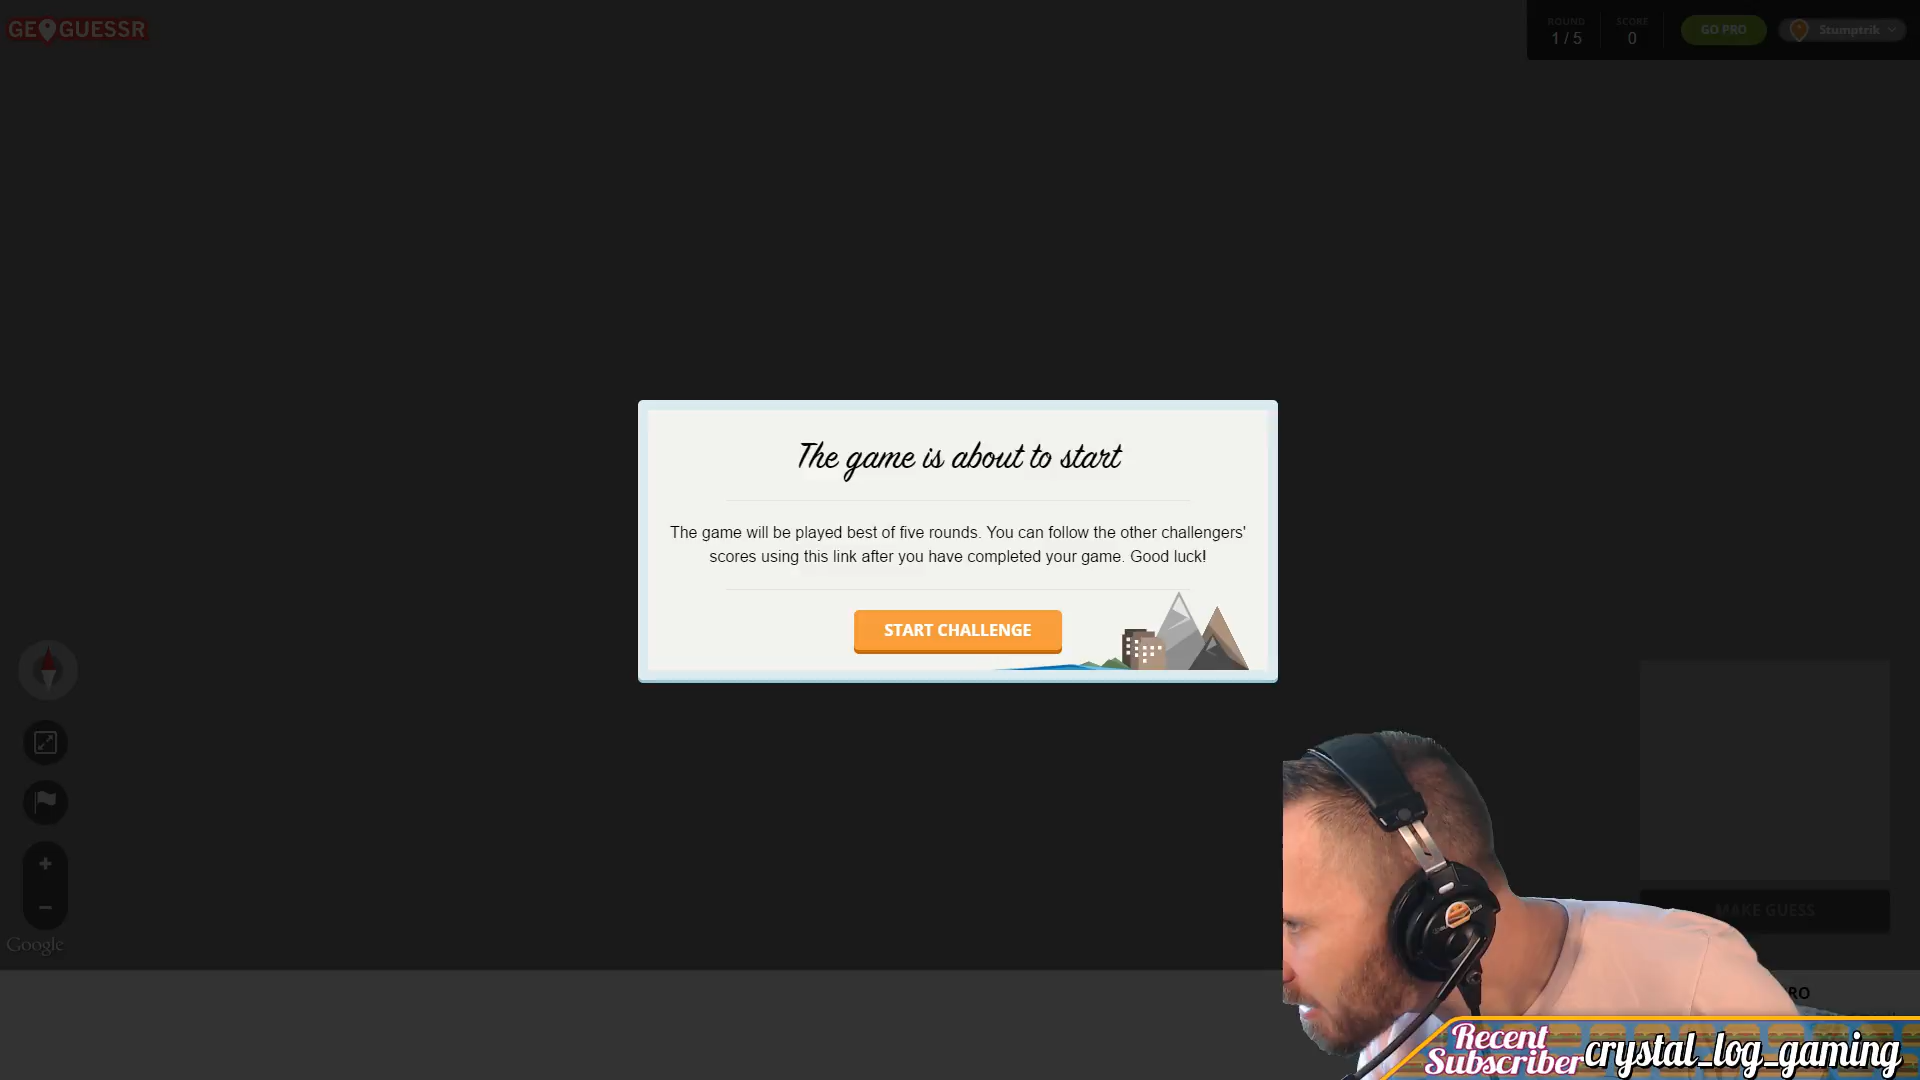 GEOGUESSR
ROUND
1 / 5
SCORE
0
GO PRO
Stumptrik
The game is about to start
The game will be played best of five rounds. You can follow the other challengers'
scores using this link after you have completed your game. Good luck!
START CHALLENGE
Google
MAKE GUESS
RO
Recent
Subscriber
crystal_log_gaming